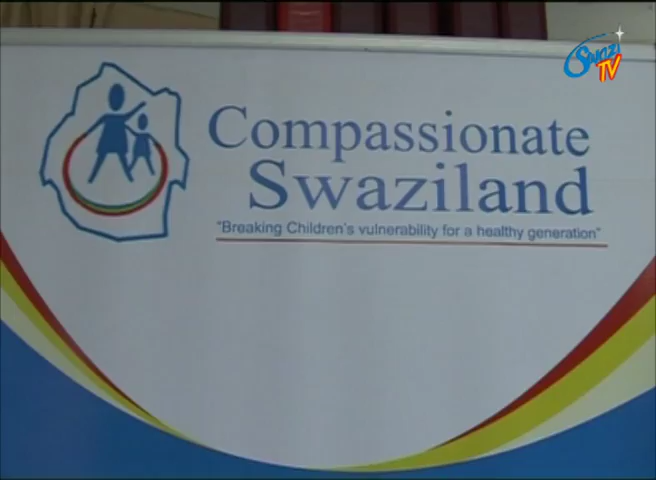 Swazi
TV
Compassionate
Swaziland
"Breaking Children's vulnerability for a healthy generation"